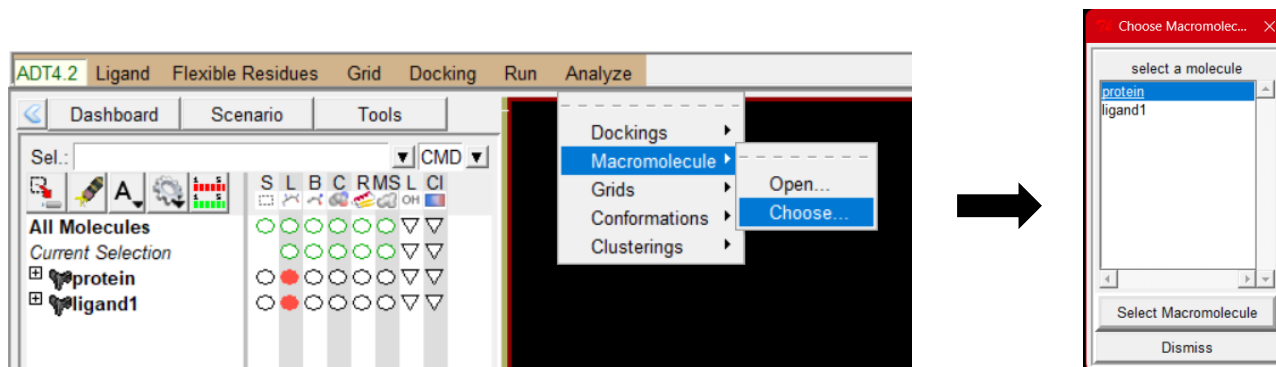 ADT4.2 Ligand Flexible Residues Grid Docking Run Analyze
Dashboard Scenario Tools
Sel.: CMD
A
S L B C R MS L Cl
OH
All Molecules
Current Selection
protein
ligand1
Dockings
Macromolecule
Grids
Conformations
Clusterings
Open...
Choose...
Choose Macromolec...
select a molecule
protein
ligand1
Select Macromolecule
Dismiss